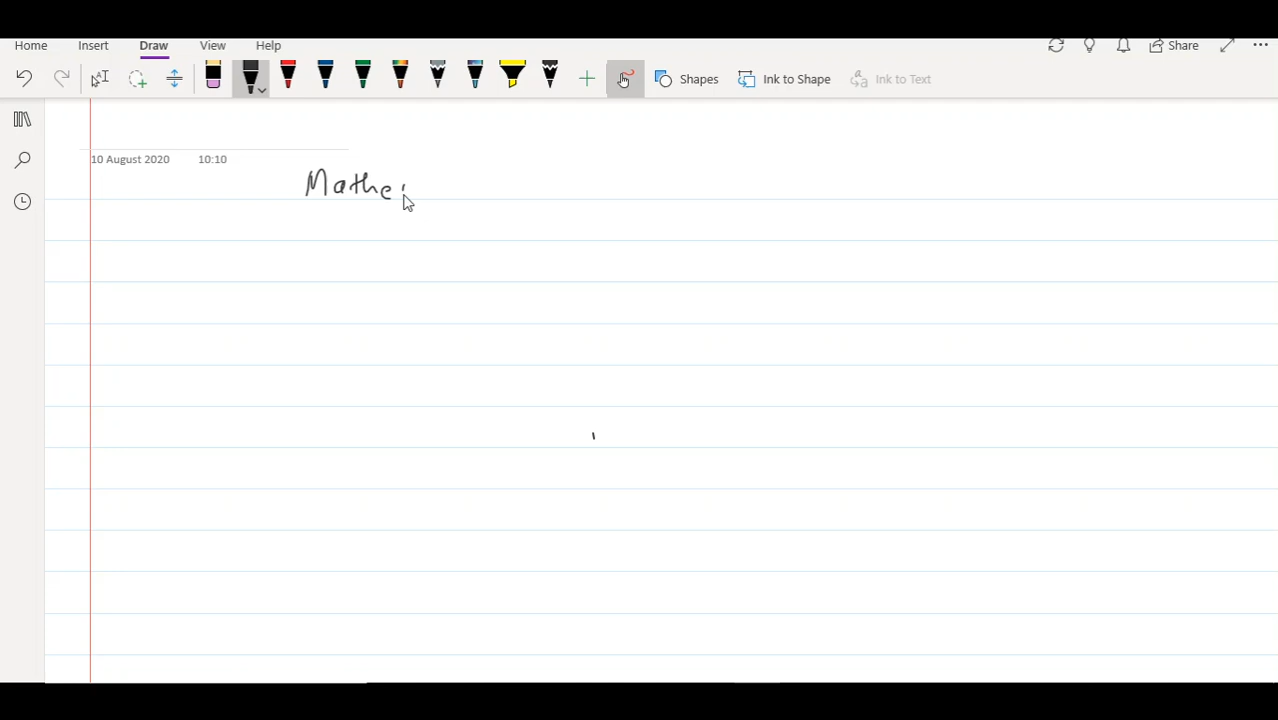 Home Insert Draw View Help Share
Shapes Ink to Shape Ink to Text
10 August 2020 10:10
Mathe